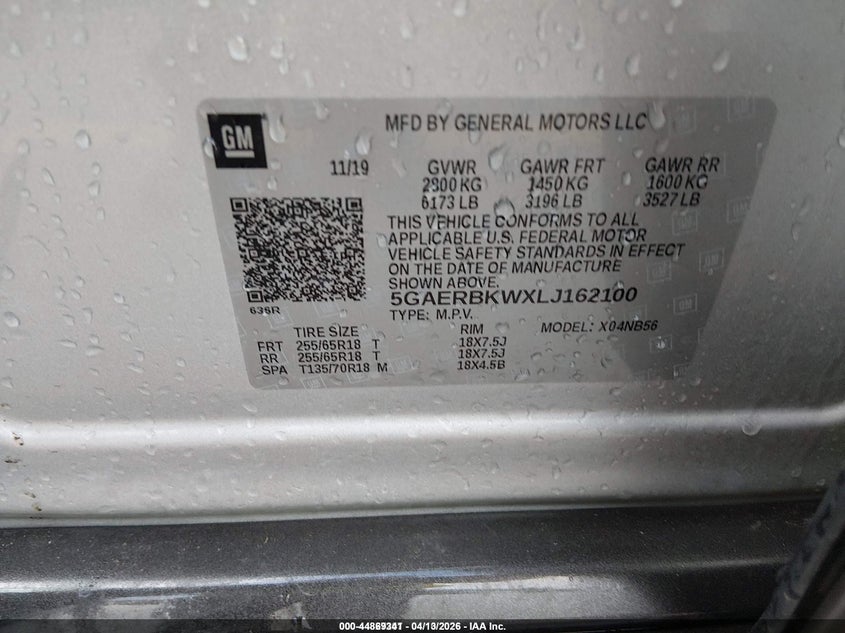 GM
MFD BY GENERAL MOTORS LLC
11/19 GVWR GAWR FRT GAWR RR
2800 KG 1450 KG 1600 KG
6173 LB 3196 LB 3527 LB
THIS VEHICLE CONFORMS TO ALL
APPLICABLE U.S. FEDERAL MOTOR
VEHICLE SAFETY STANDARDS IN EFFECT
ON THE DATE OF MANUFACTURE
SHOWN ABOVE.
5GAERBKWXLJ162100
636R
TYPE: M.P.V. MODEL: X04NB56
TIRE SIZE RIM
FRT 255/65R18 T 18X7.5J
RR 255/65R18 T 18X7.5J
SPA T135/70R18 M 18X4.5B
04/18/2026 - IAA Inc.